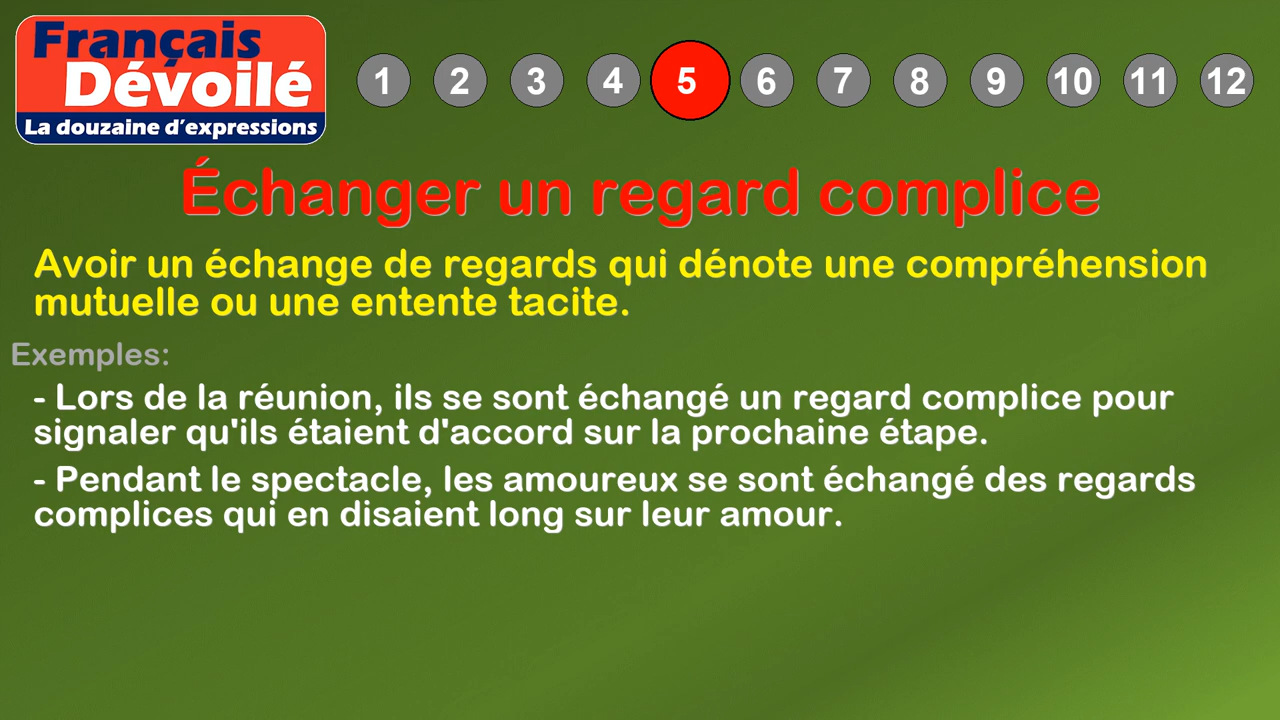 Français
Dévoilé
La douzaine d'expressions
1 2 3 4 5 6 7 8 9 10 11 12
Échanger un regard complice
Avoir un échange de regards qui dénote une compréhension
mutuelle ou une entente tacite.
Exemples:
- Lors de la réunion, ils se sont échangé un regard complice pour
signaler qu'ils étaient d'accord sur la prochaine étape.
- Pendant le spectacle, les amoureux se sont échangé des regards
complices qui en disaient long sur leur amour.